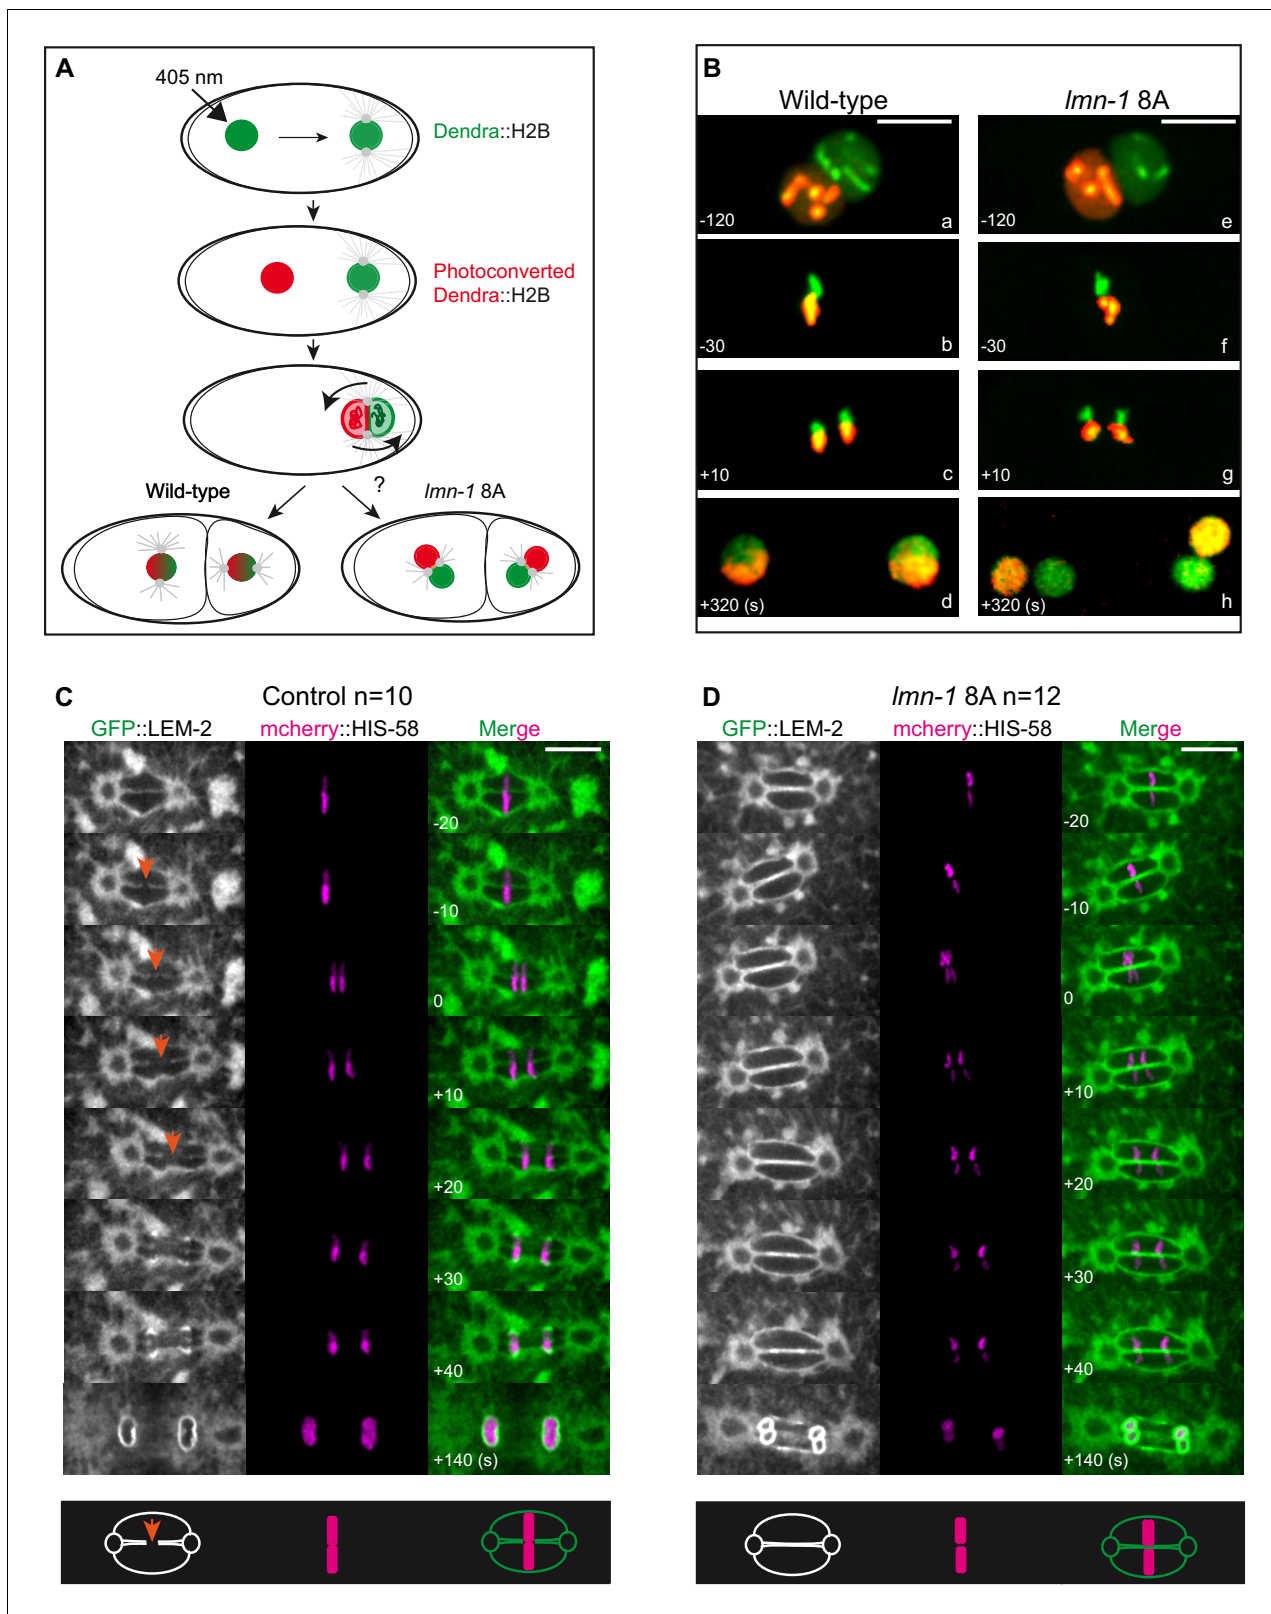 A
405 nm
Dendra::H2B
Photoconverted
Dendra::H2B
?
Wild-type
lmn-1 8A
B
Wild-type
lmn-1 8A
-120
a
-120
e
-30
b
-30
f
+10
c
+10
g
+320 (s)
d
+320 (s)
h
C
Control n=10
GFP::LEM-2
mcherry::HIS-58
Merge
-20
-10
0
+10
+20
+30
+40
+140 (s)
D
lmn-1 8A n=12
GFP::LEM-2
mcherry::HIS-58
Merge
-20
-10
0
+10
+20
+30
+40
+140 (s)